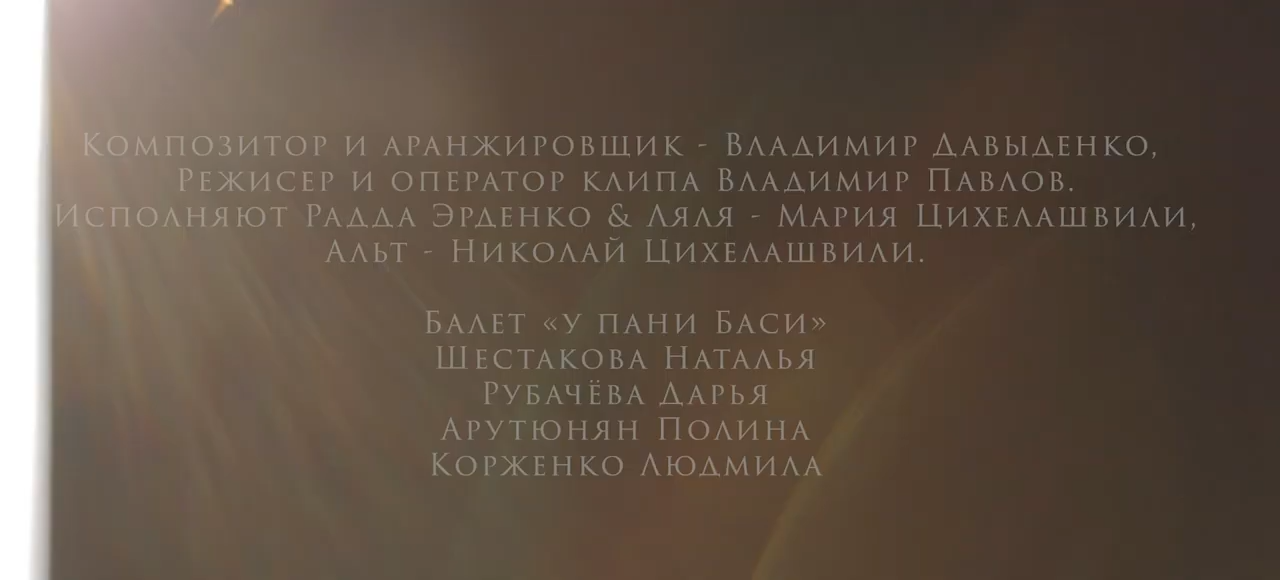 Композитор и аранжировщик - Владимир Давыденко,
Режисер и оператор клипа Владимир Павлов.
Исполняют Радда Эрденко & Ляля - Мария Цихелашвили,
Альт - Николай Цихелашвили.
Балет «у пани Баси»
Шестакова Наталья
Рубачёва Дарья
Арутюнян Полина
Корженко Людмила